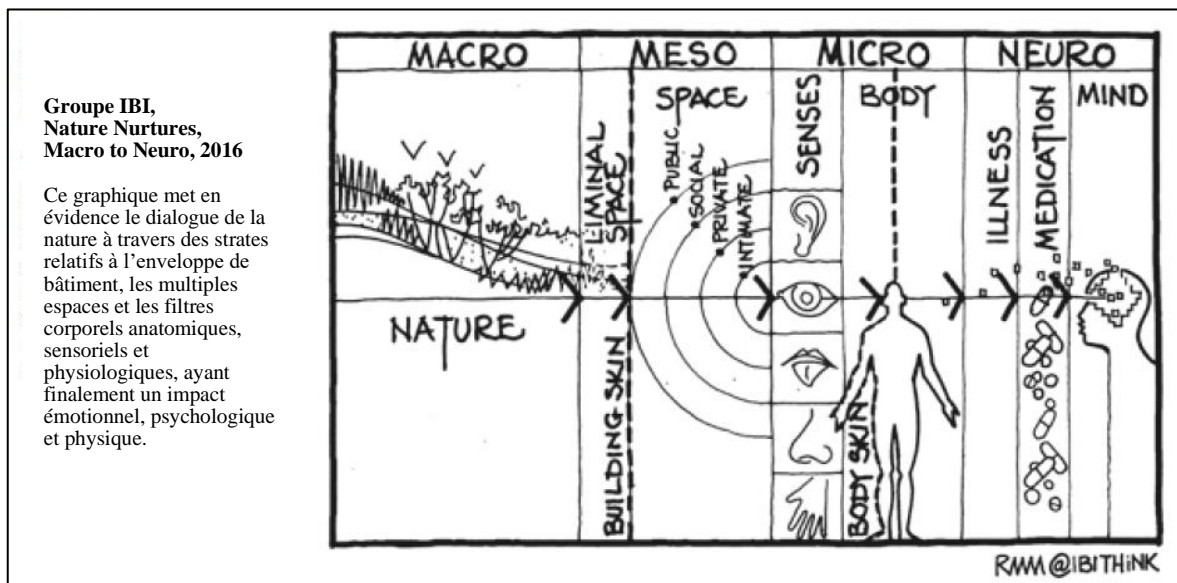 Groupe IBI,
Nature Nurtures,
Macro to Neuro, 2016
Ce graphique met en
évidence le dialogue de la
nature à travers des strates
relatifs à l'enveloppe de
bâtiment, les multiples
espaces et les filtres
corporels anatomiques,
sensoriels et
physiologiques, ayant
finalement un impact
émotionnel, psychologique
et physique.
MACRO
MESO
MICRO
NEURO
NATURE
LIMINAL
SPACE
BUILDING SKIN
SPACE
PUBLIC
SOCIAL
PRIVATE
INTIMATE
SENSES
BODY
BODY SKIN
ILLNESS
MEDICATION
MIND
RMM@IBITHiNK